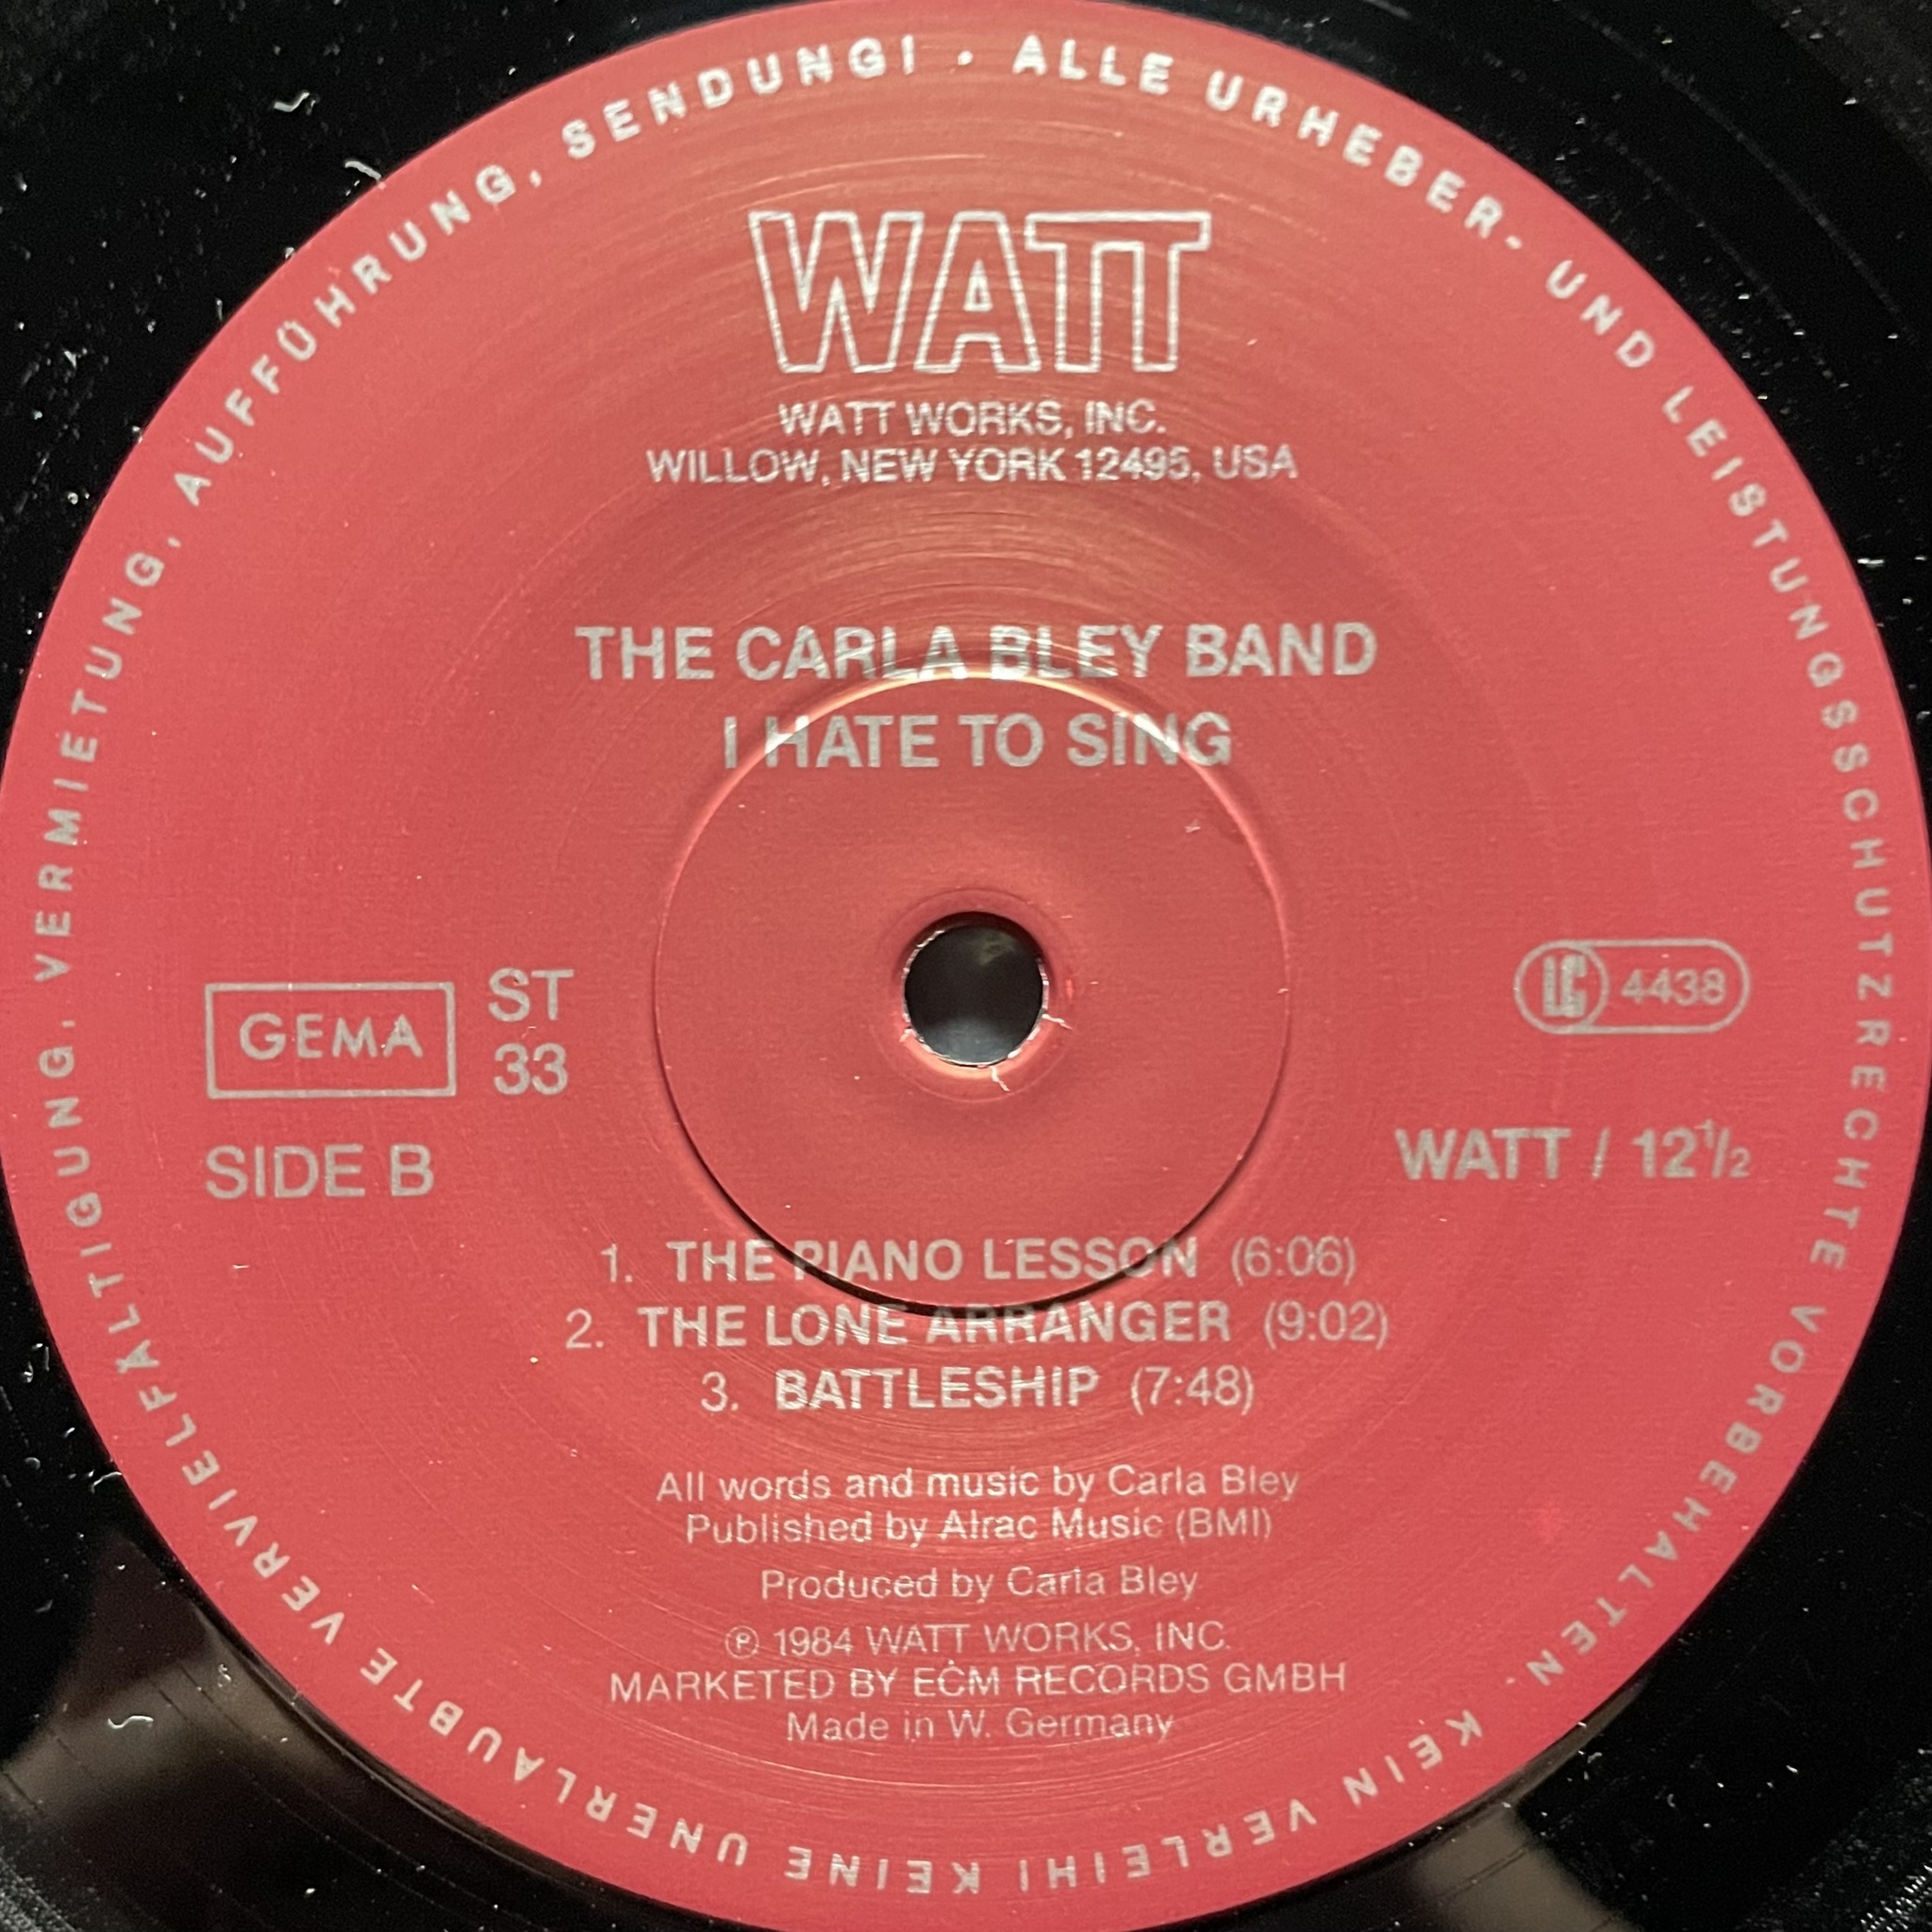 ALLE URHEBER- UND LEISTUNGSSCHUTZRECHTE VORBEHALTEN. KEIN VERLEIH! KEINE UNERLAUBTE VERVIELFÄLTIGUNG, VERMIETUNG, AUFFÜHRUNG, SENDUNG! •
WATT
WATT WORKS, INC.
WILLOW, NEW YORK 12495, USA
THE CARLA BLEY BAND
I HATE TO SING
GEMA
ST
33
LC 4438
SIDE B
WATT / 12½
1. THE PIANO LESSON (6:06)
2. THE LONE ARRANGER (9:02)
3. BATTLESHIP (7:48)
All words and music by Carla Bley
Published by Alrac Music (BMI)
Produced by Carla Bley
℗ 1984 WATT WORKS, INC.
MARKETED BY ECM RECORDS GMBH
Made in W. Germany